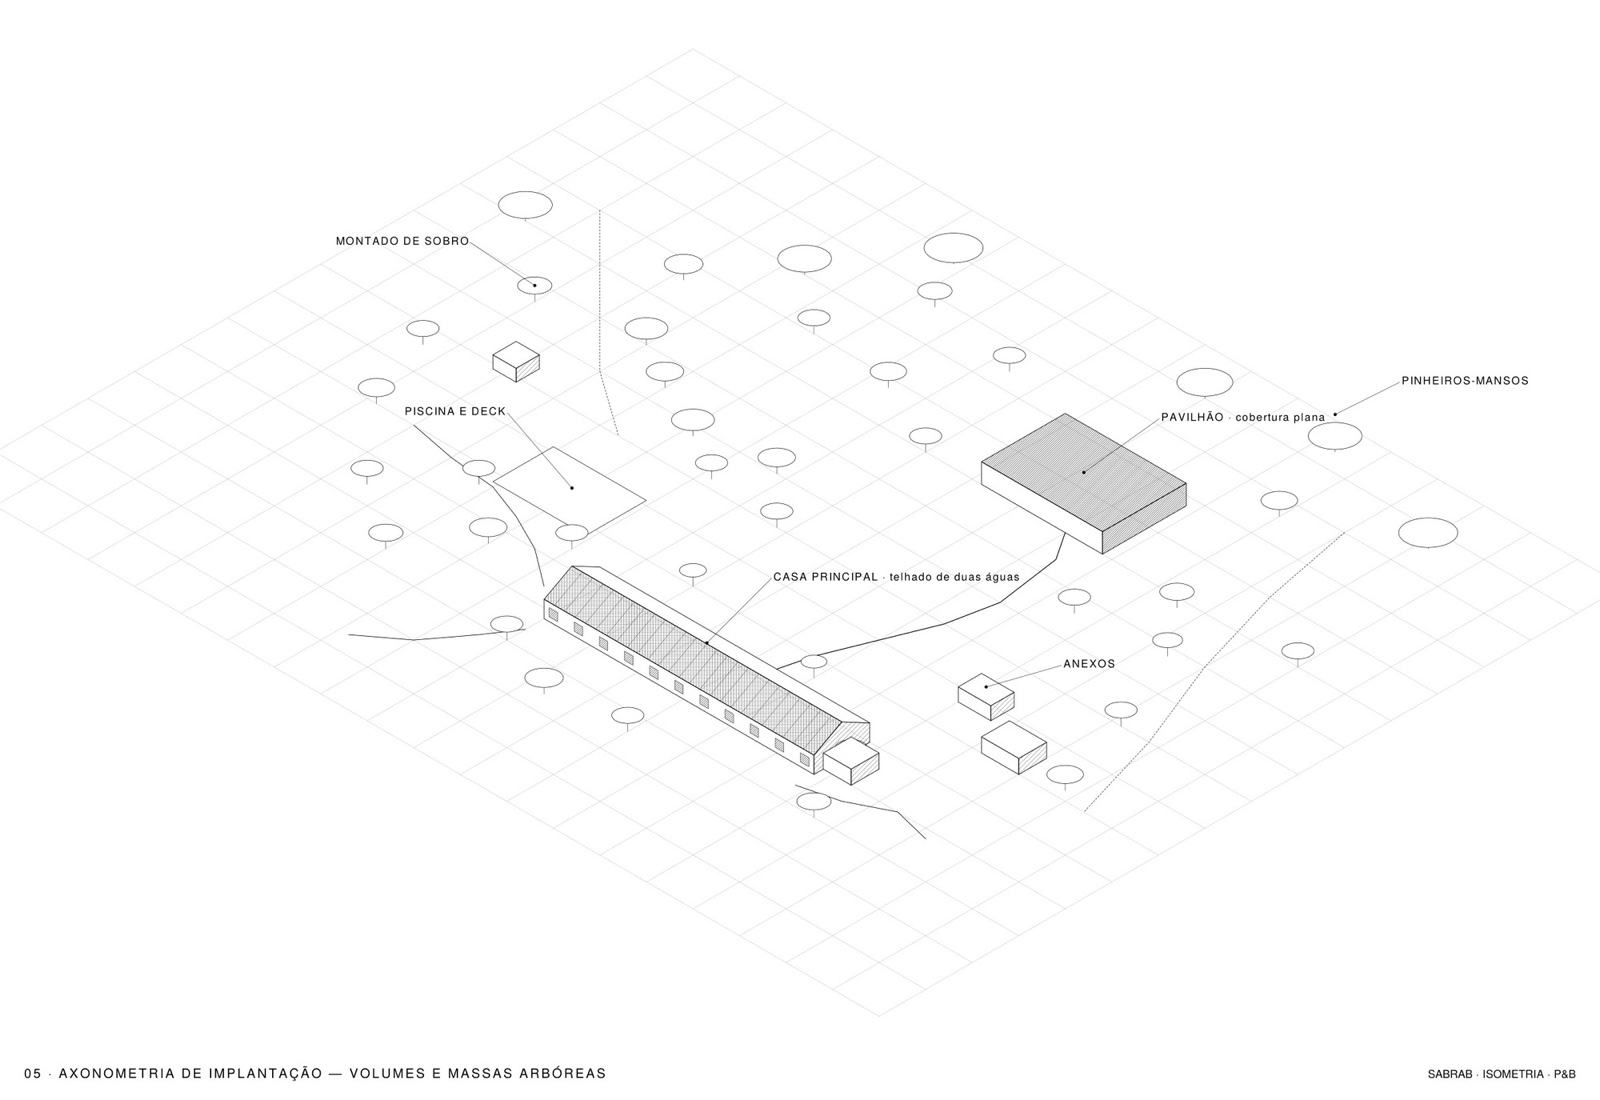 MONTADO DE SOBRO
PINHEIROS-MANSOS
PISCINA E DECK
PAVILHÃO · cobertura plana
CASA PRINCIPAL · telhado de duas águas
ANEXOS
05 · AXONOMETRIA DE IMPLANTAÇÃO — VOLUMES E MASSAS ARBÓREAS
SABRAB · ISOMETRIA · P&B